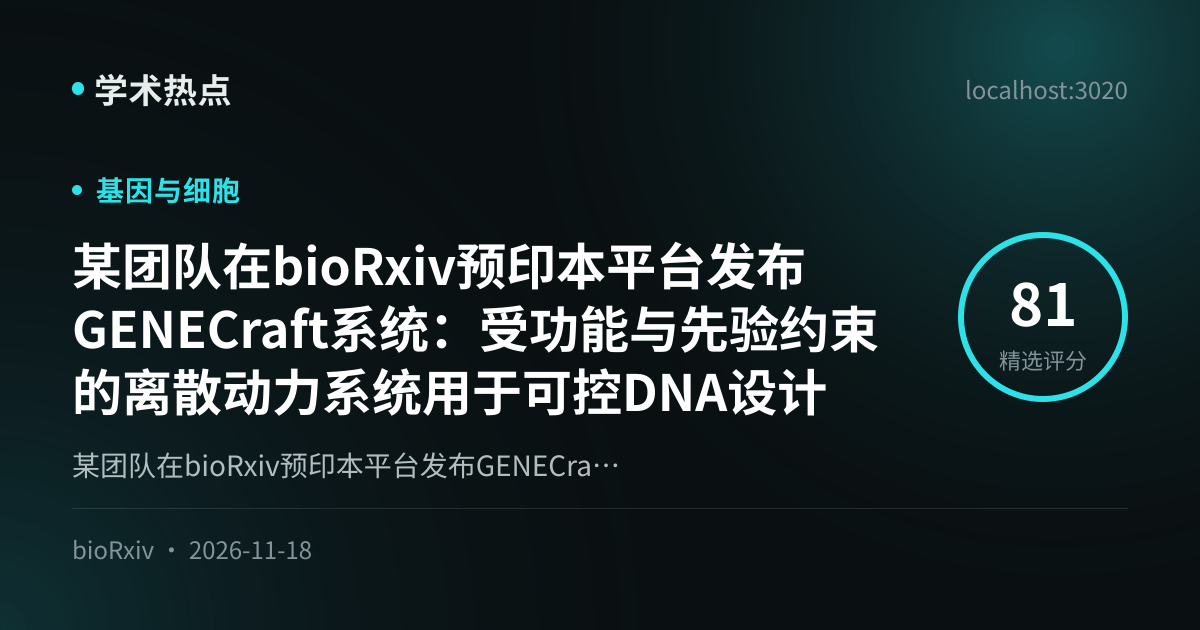 学术热点
localhost:3020
基因与细胞
某团队在bioRxiv预印本平台发布
GENECraft系统：受功能与先验约束
的离散动力系统用于可控DNA设计
81
精选评分
某团队在bioRxiv预印本平台发布GENECra…
bioRxiv · 2026-11-18